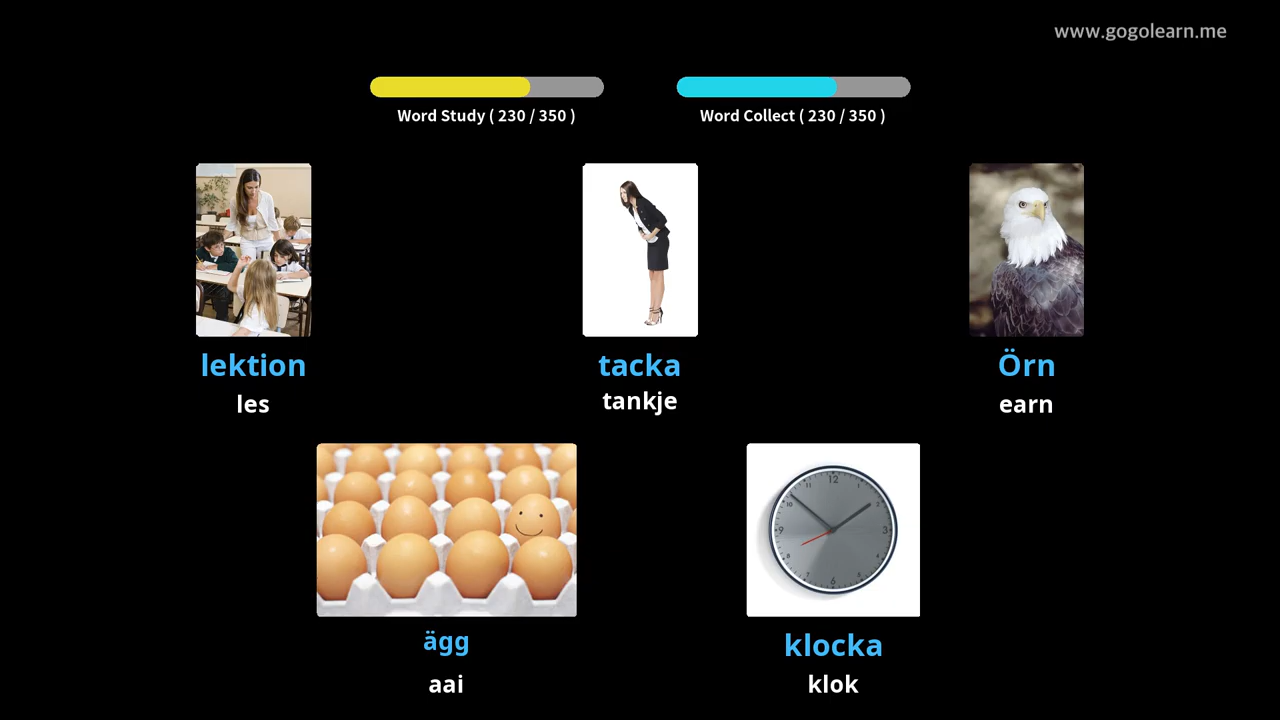 www.gogolearn.me
Word Study ( 230 / 350 )
Word Collect ( 230 / 350 )
lektion
les
tacka
tankje
Örn
earn
ägg
aai
klocka
klok